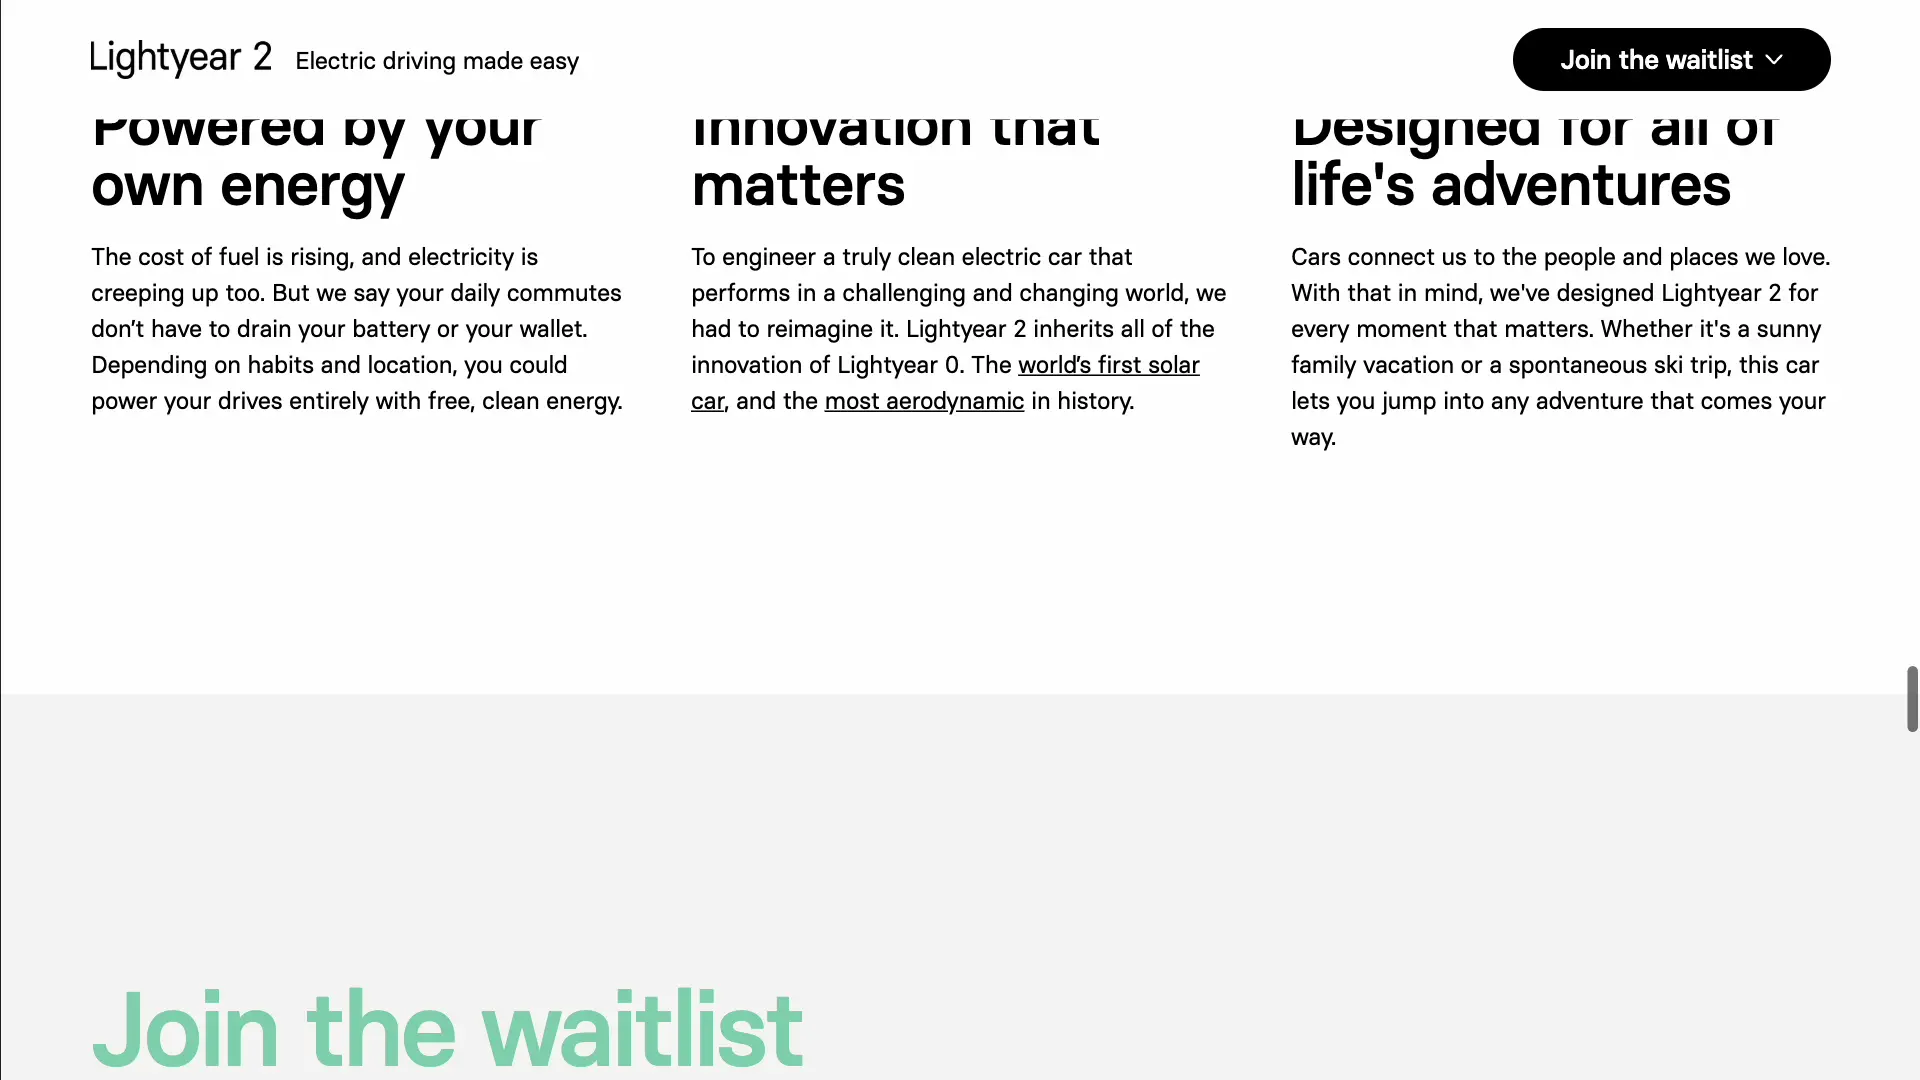 Lightyear 2 Electric driving made easy
Join the waitlist
Powered by your
own energy
The cost of fuel is rising, and electricity is
creeping up too. But we say your daily commutes
don’t have to drain your battery or your wallet.
Depending on habits and location, you could
power your drives entirely with free, clean energy.
Innovation that
matters
To engineer a truly clean electric car that
performs in a challenging and changing world, we
had to reimagine it. Lightyear 2 inherits all of the
innovation of Lightyear 0. The world’s first solar
car, and the most aerodynamic in history.
Designed for all of
life's adventures
Cars connect us to the people and places we love.
With that in mind, we've designed Lightyear 2 for
every moment that matters. Whether it's a sunny
family vacation or a spontaneous ski trip, this car
lets you jump into any adventure that comes your
way.
Join the waitlist